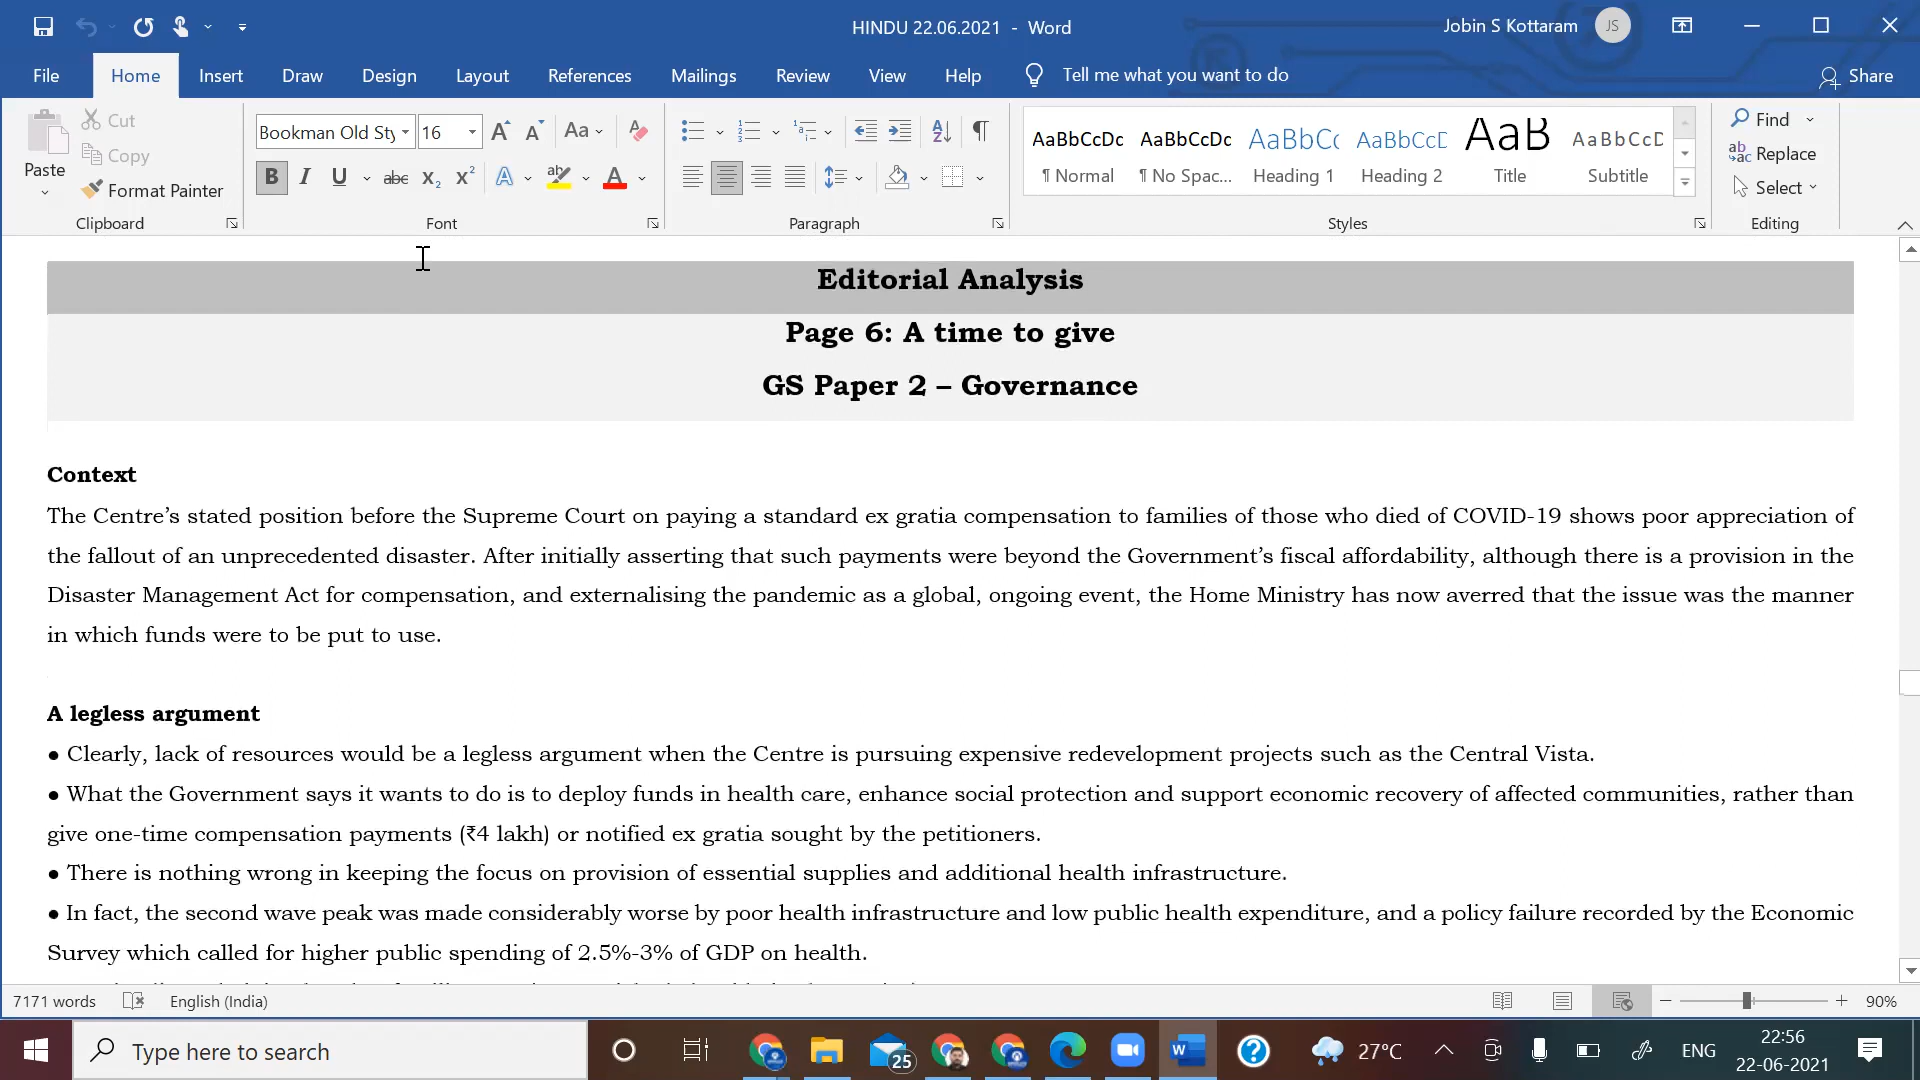 HINDU 22.06.2021 - Word
Jobin S Kottaram
JS
File Home Insert Draw Design Layout References Mailings Review View Help Tell me what you want to do Share
Paste
Cut
Copy
Format Painter
Bookman Old Sty 16 Aa
B I U abc X2 X2 A ab A
AaBbCcDc AaBbCcDc AaBbCc AaBbCcD AaB AaBbCcD
¶ Normal ¶ No Spac... Heading 1 Heading 2 Title Subtitle
Find
Replace
Select
Clipboard Font Paragraph Styles Editing
Editorial Analysis
Page 6: A time to give
GS Paper 2 – Governance
Context
The Centre’s stated position before the Supreme Court on paying a standard ex gratia compensation to families of those who died of COVID-19 shows poor appreciation of
the fallout of an unprecedented disaster. After initially asserting that such payments were beyond the Government’s fiscal affordability, although there is a provision in the
Disaster Management Act for compensation, and externalising the pandemic as a global, ongoing event, the Home Ministry has now averred that the issue was the manner
in which funds were to be put to use.
A legless argument
● Clearly, lack of resources would be a legless argument when the Centre is pursuing expensive redevelopment projects such as the Central Vista.
● What the Government says it wants to do is to deploy funds in health care, enhance social protection and support economic recovery of affected communities, rather than
give one-time compensation payments (₹4 lakh) or notified ex gratia sought by the petitioners.
● There is nothing wrong in keeping the focus on provision of essential supplies and additional health infrastructure.
● In fact, the second wave peak was made considerably worse by poor health infrastructure and low public health expenditure, and a policy failure recorded by the Economic
Survey which called for higher public spending of 2.5%-3% of GDP on health.
7171 words English (India) 90%
Type here to search
25
27°C
ENG
22:56
22-06-2021